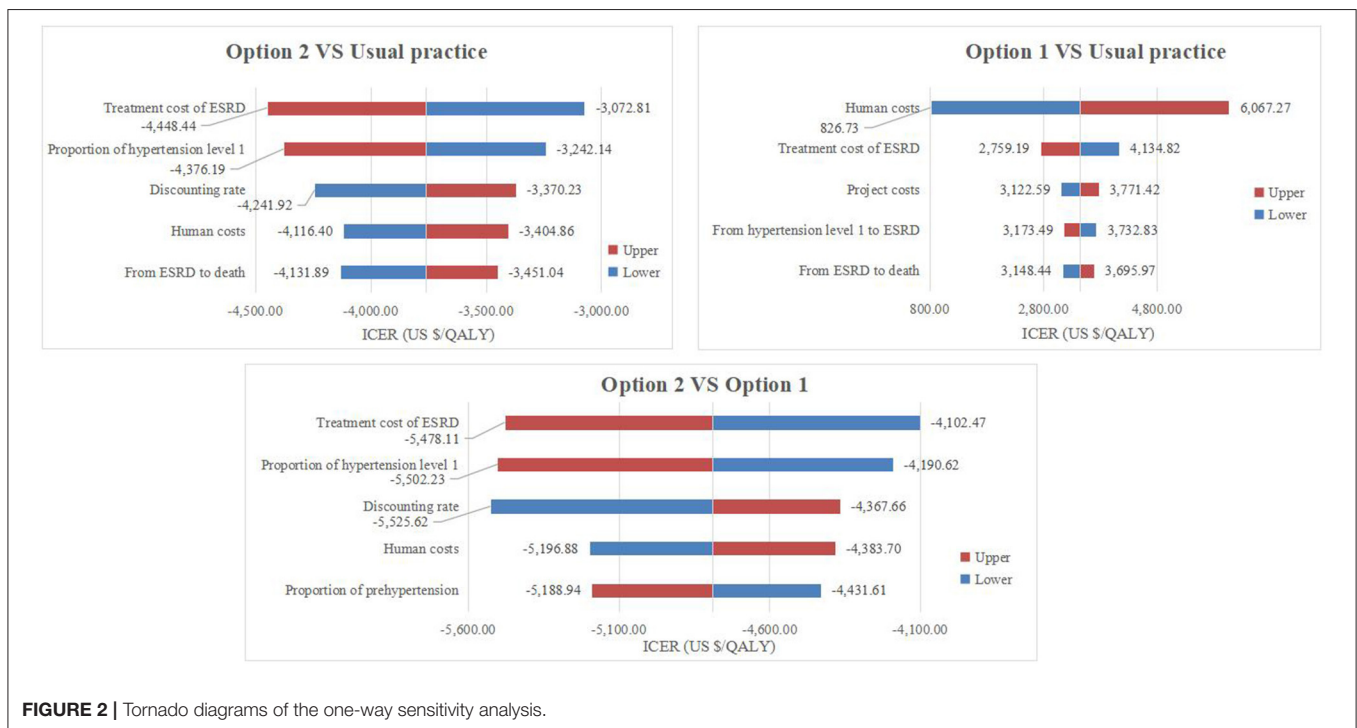 Option 2 VS Usual practice
Treatment cost of ESRD
-4,448.44
-3,072.81
Proportion of hypertension level 1
-4,376.19
-3,242.14
Discounting rate
-4,241.92
-3,370.23
Human costs
-4,116.40
-3,404.86
From ESRD to death
-4,131.89
-3,451.04
Upper
Lower
-4,500.00 -4,000.00 -3,500.00 -3,000.00
ICER (US $/QALY)
Option 1 VS Usual practice
Human costs
826.73
6,067.27
Treatment cost of ESRD
2,759.19
4,134.82
Project costs
3,122.59
3,771.42
From hypertension level 1 to ESRD
3,173.49
3,732.83
From ESRD to death
3,148.44
3,695.97
Upper
Lower
800.00 2,800.00 4,800.00
ICER (US $/QALY)
Option 2 VS Option 1
Treatment cost of ESRD
-5,478.11
-4,102.47
Proportion of hypertension level 1
-5,502.23
-4,190.62
Discounting rate
-5,525.62
-4,367.66
Human costs
-5,196.88
-4,383.70
Proportion of prehypertension
-5,188.94
-4,431.61
Upper
Lower
-5,600.00 -5,100.00 -4,600.00 -4,100.00
ICER (US $/QALY)
FIGURE 2 | Tornado diagrams of the one-way sensitivity analysis.